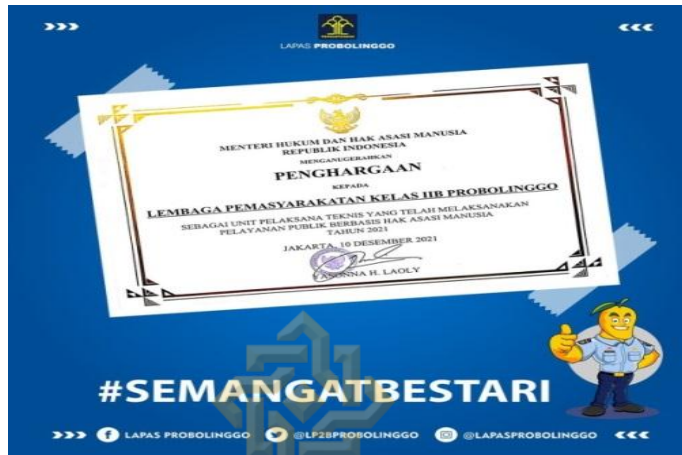 LAPAS PROBOLINGGO
MENTERI HUKUM DAN HAK ASASI MANUSIA
REPUBLIK INDONESIA
MENGANUGERAHKAN
PENGHARGAAN
KEPADA
LEMBAGA PEMASYARAKATAN KELAS IIB PROBOLINGGO
SEBAGAI UNIT PELAKSANA TEKNIS YANG TELAH MELAKSANAKAN
PELAYANAN PUBLIK BERBASIS HAK ASASI MANUSIA
TAHUN 2021
JAKARTA, 10 DESEMBER 2021
YASONNA H. LAOLY
#SEMANGATBESTARI
LAPAS PROBOLINGGO @LP2BPROBOLINGGO @LAPASPROBOLINGGO